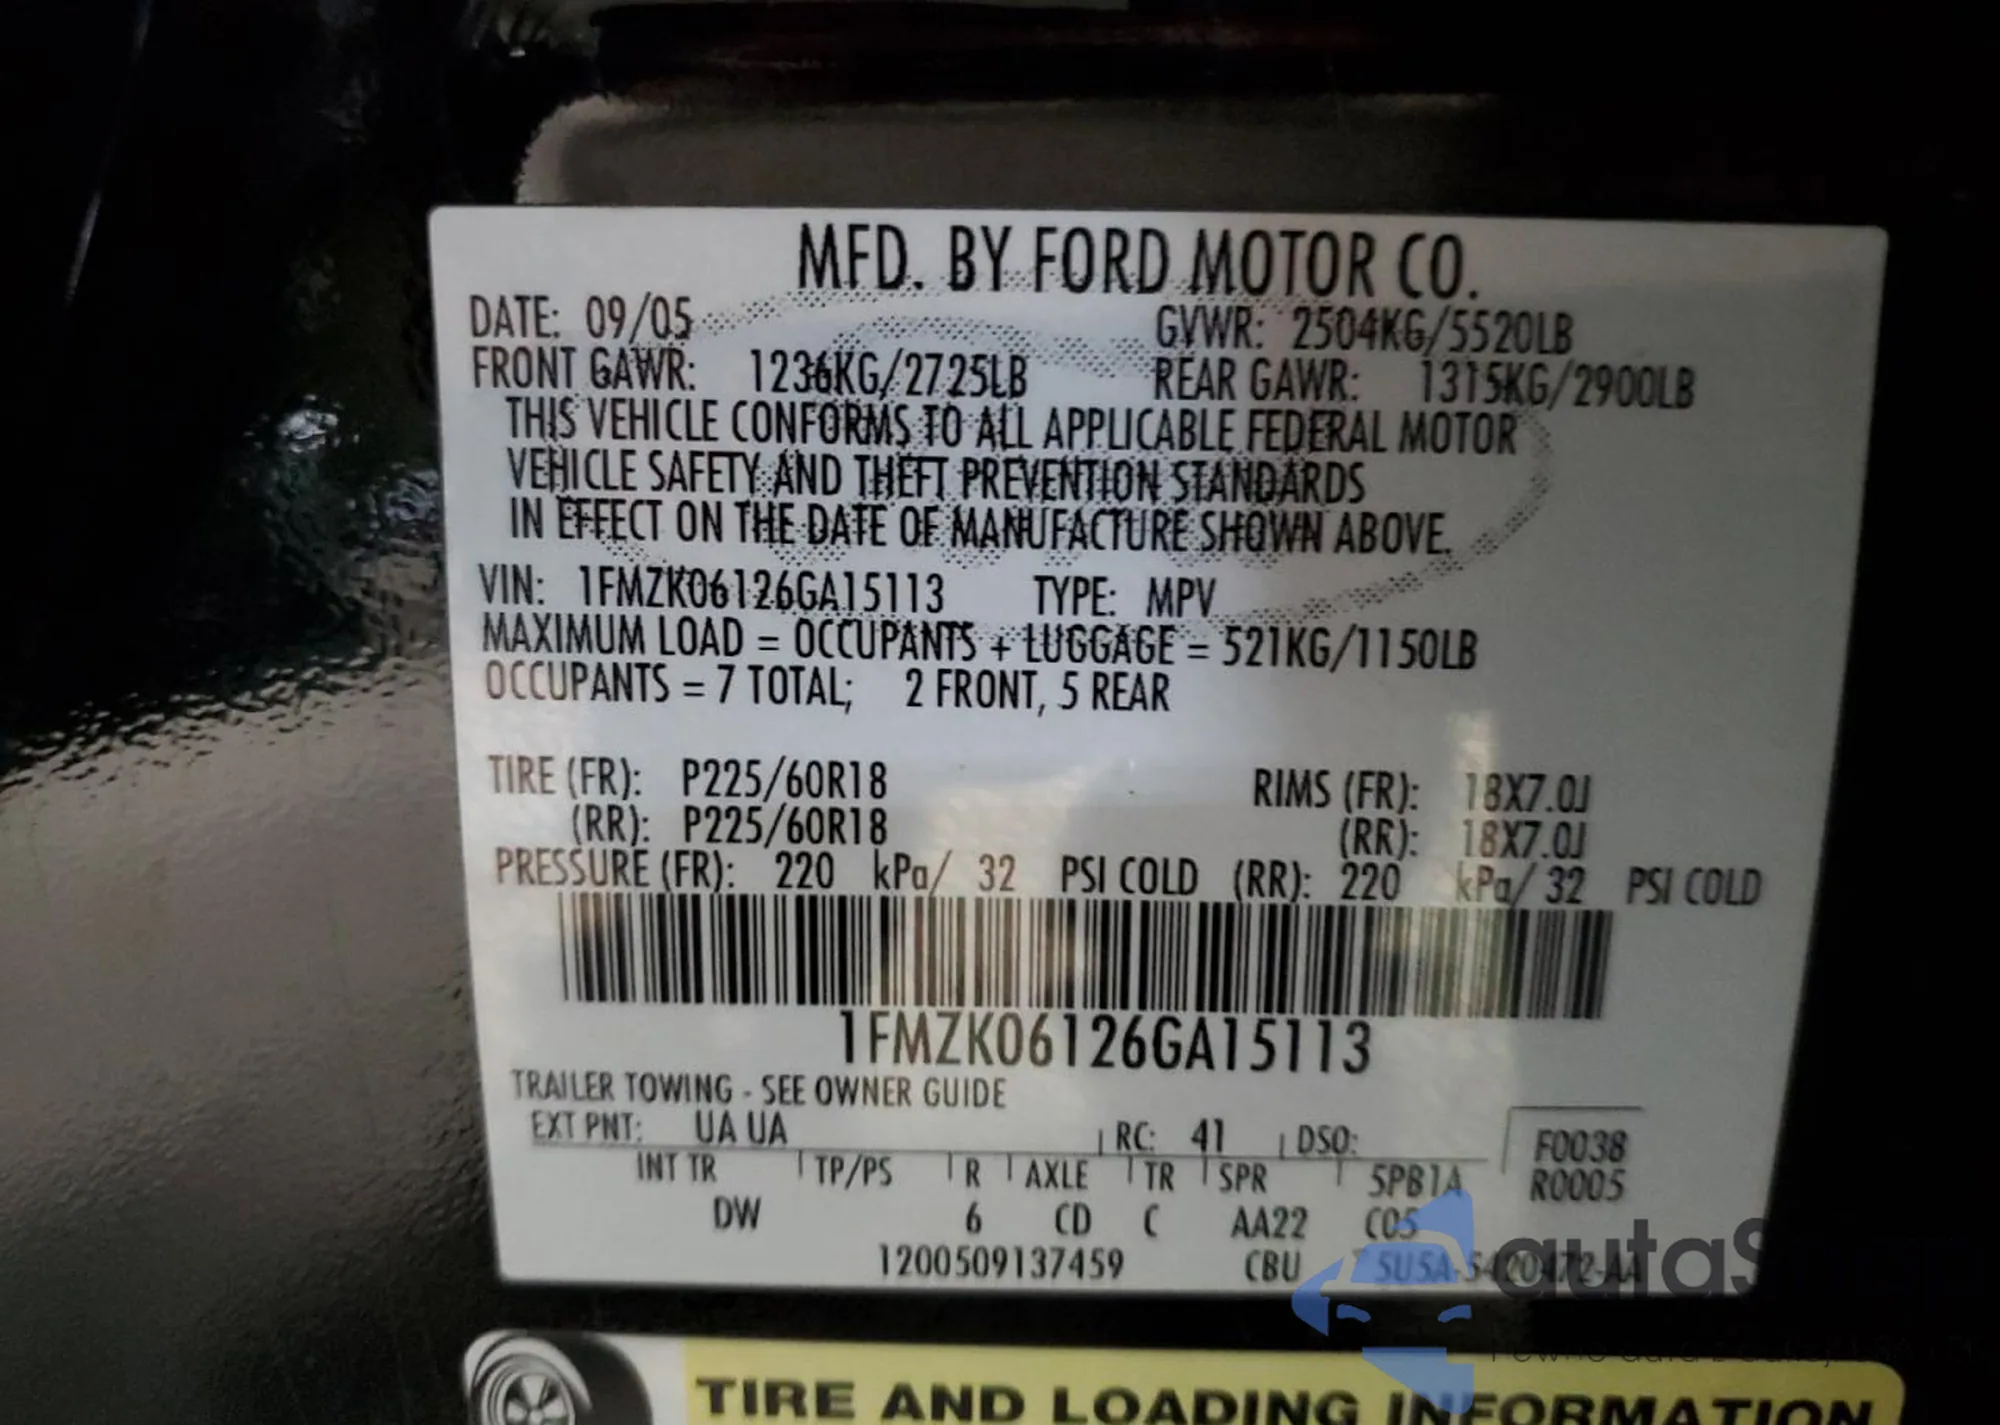 MFD. BY FORD MOTOR CO.
DATE: 09/05 GVWR: 2504KG/5520LB
FRONT GAWR: 1236KG/2725LB REAR GAWR: 1315KG/2900LB
THIS VEHICLE CONFORMS TO ALL APPLICABLE FEDERAL MOTOR
VEHICLE SAFETY AND THEFT PREVENTION STANDARDS
IN EFFECT ON THE DATE OF MANUFACTURE SHOWN ABOVE.
VIN: 1FMZK06126GA15113 TYPE: MPV
MAXIMUM LOAD = OCCUPANTS + LUGGAGE = 521KG/1150LB
OCCUPANTS = 7 TOTAL; 2 FRONT, 5 REAR
TIRE (FR): P225/60R18 RIMS (FR): 18X7.0J
(RR): P225/60R18 (RR): 18X7.0J
PRESSURE (FR): 220 kPa/ 32 PSI COLD (RR): 220 kPa/ 32 PSI COLD
1FMZK06126GA15113
TRAILER TOWING - SEE OWNER GUIDE
EXT PNT: UA UA RC: 41 DSO: F0038
INT TR TP/PS R AXLE TR SPR 5PB1A R0005
DW 6 CD C AA22 C05
1200509137459 CBU 5U5A-5420472-AA
autaS
TIRE AND LOADING INFORMATION